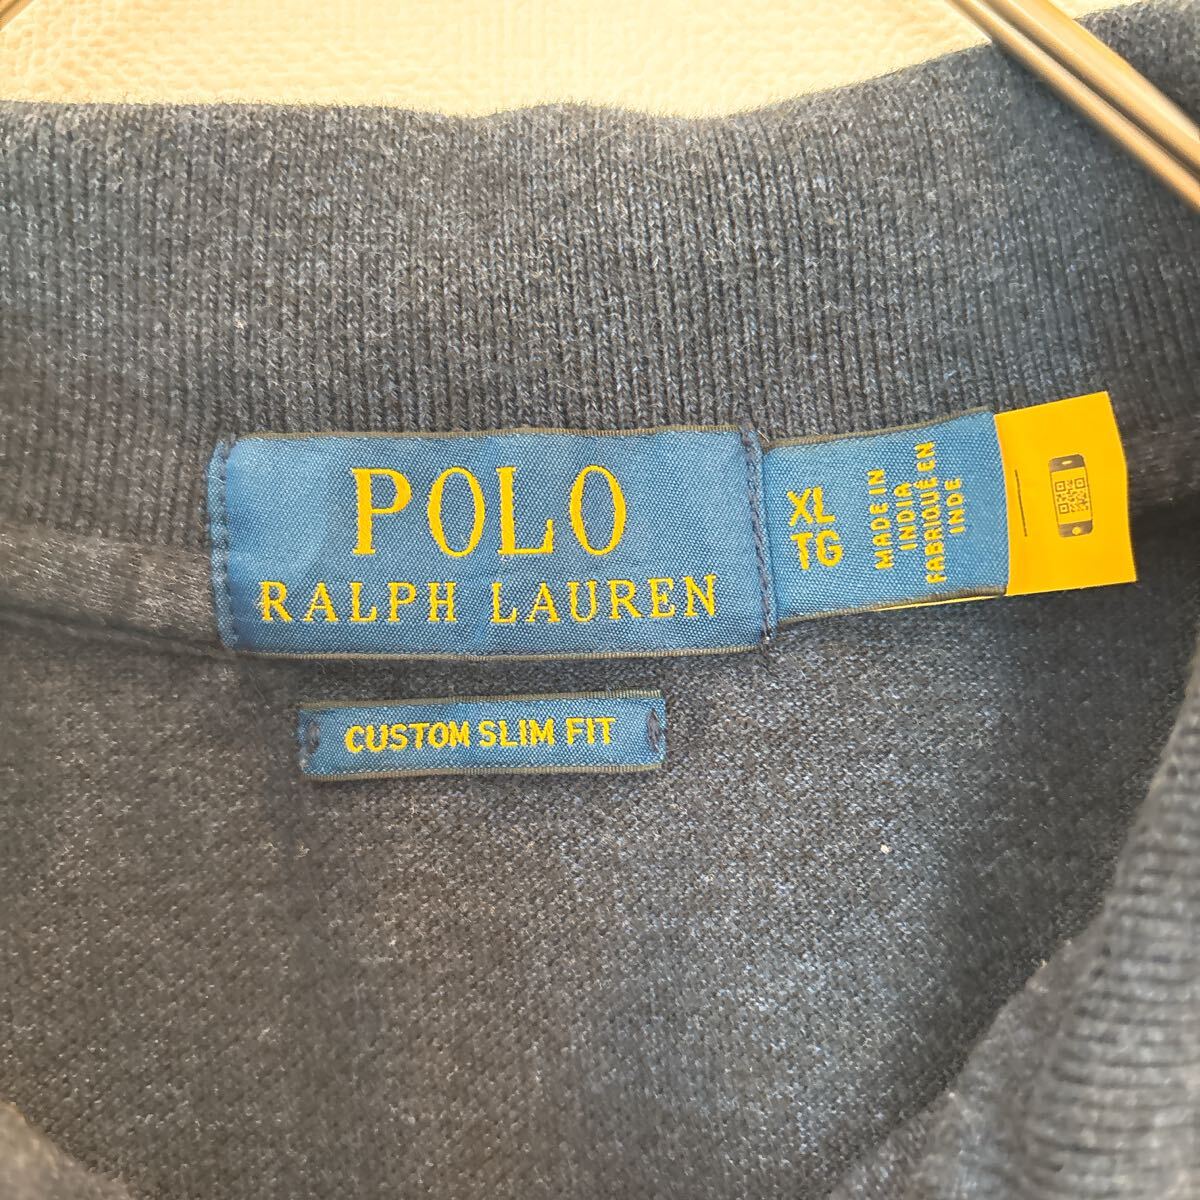 POLO
RALPH LAUREN
XL
TG
MADE IN
INDIA
FABRIQUÉ EN
INDE
CUSTOM SLIM FIT